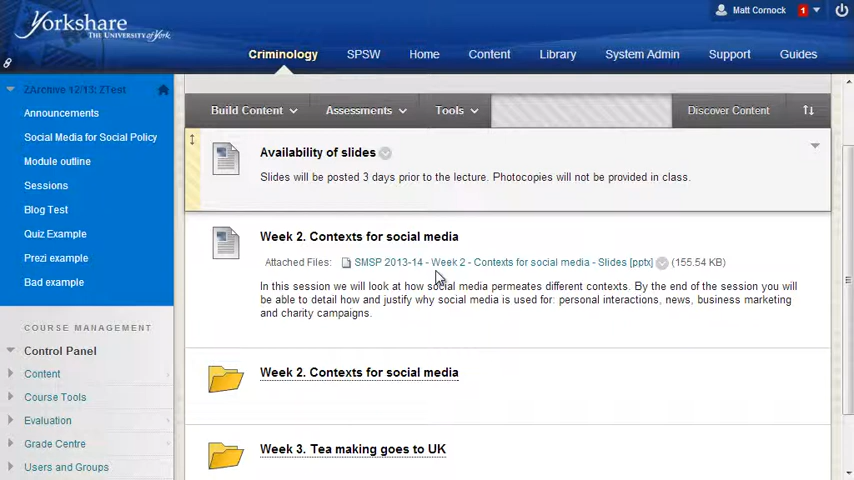 Yorkshare
THE UNIVERSITY of York
Matt Cornock 1
Criminology SPSW Home Content Library System Admin Support Guides
ZArchive 12/13: ZTest
Announcements
Social Media for Social Policy
Module outline
Sessions
Blog Test
Quiz Example
Prezi example
Bad example
COURSE MANAGEMENT
Control Panel
Content
Course Tools
Evaluation
Grade Centre
Users and Groups
Build Content Assessments Tools Discover Content
Availability of slides
Slides will be posted 3 days prior to the lecture. Photocopies will not be provided in class.
Week 2. Contexts for social media
Attached Files: SMSP 2013-14 - Week 2 - Contexts for social media - Slides [pptx] (155.54 KB)
In this session we will look at how social media permeates different contexts. By the end of the session you will
be able to detail how and justify why social media is used for: personal interactions, news, business marketing
and charity campaigns.
Week 2. Contexts for social media
Week 3. Tea making goes to UK